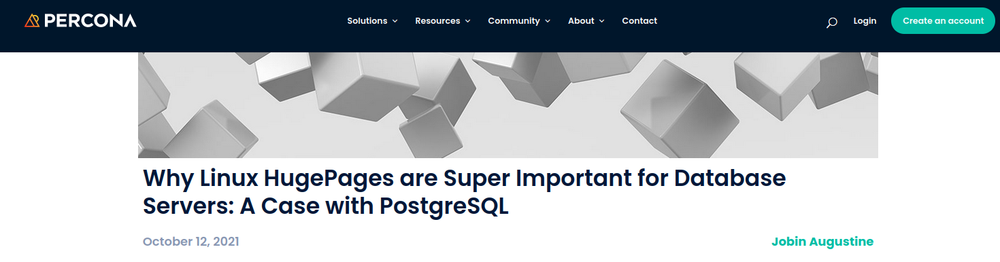 PERCONA
Solutions
Resources
Community
About
Contact
Login
Create an account
Why Linux HugePages are Super Important for Database
Servers: A Case with PostgreSQL
October 12, 2021
Jobin Augustine